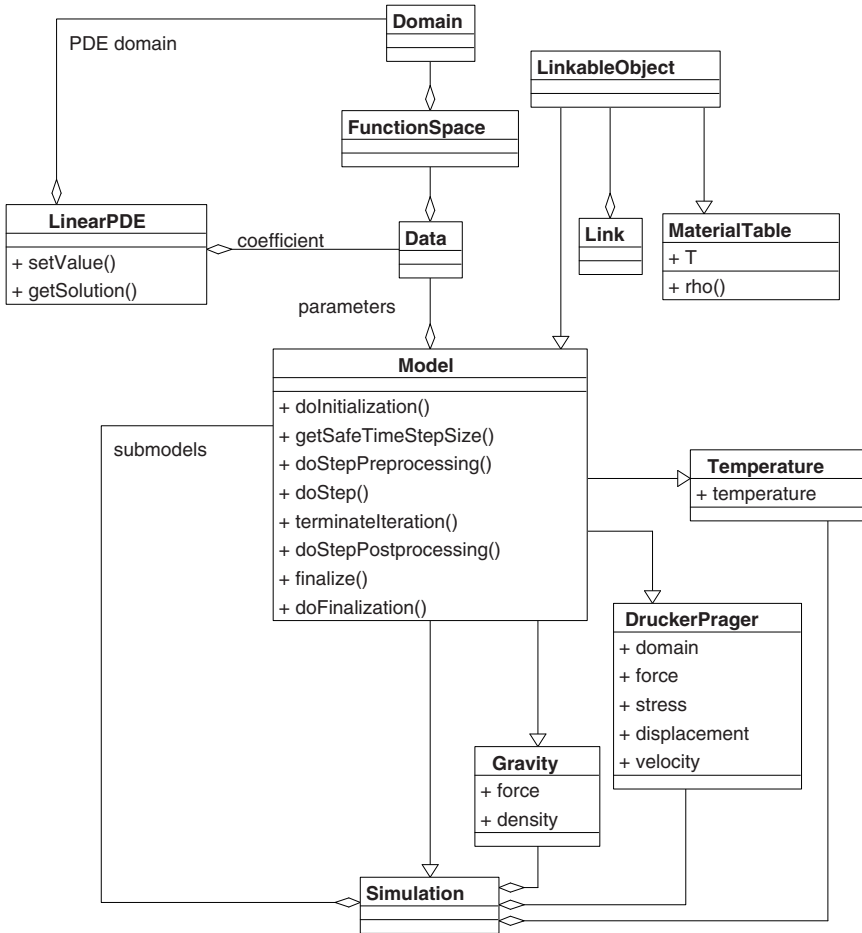 Domain
PDE domain
LinkableObject
FunctionSpace
LinearPDE
+ setValue()
+ getSolution()
coefficient
Data
Link
MaterialTable
+ T
+ rho()
parameters
Model
+ doInitialization()
+ getSafeTimeStepSize()
+ doStepPreprocessing()
+ doStep()
+ terminateIteration()
+ doStepPostprocessing()
+ finalize()
+ doFinalization()
submodels
Temperature
+ temperature
DruckerPrager
+ domain
+ force
+ stress
+ displacement
+ velocity
Gravity
+ force
+ density
Simulation